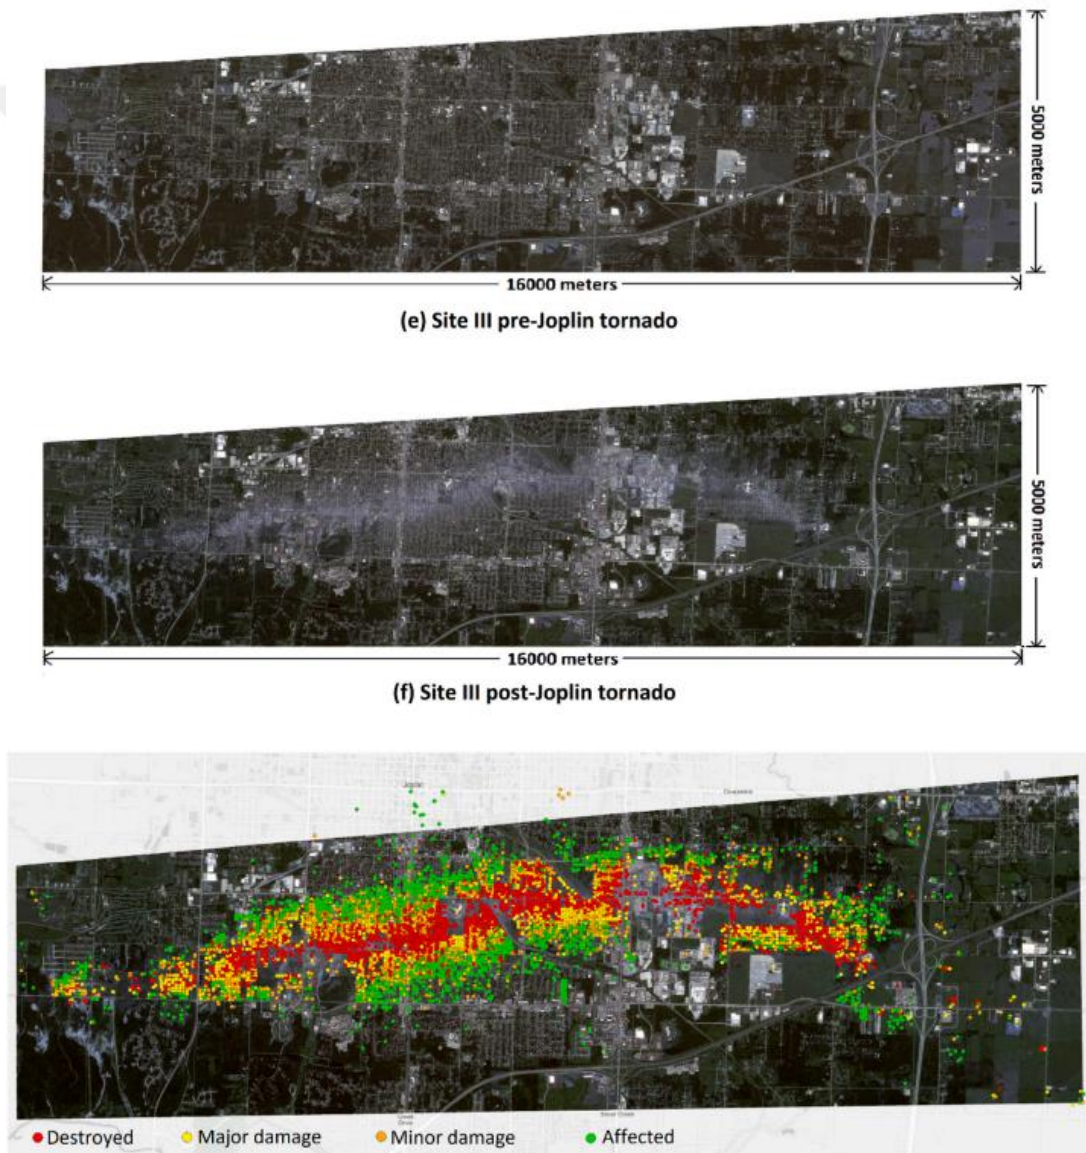 5000 meters
16000 meters
(e) Site III pre-Joplin tornado
5000 meters
16000 meters
(f) Site III post-Joplin tornado
Joplin
Duenweg
Destroyed
Major damage
Minor damage
Affected